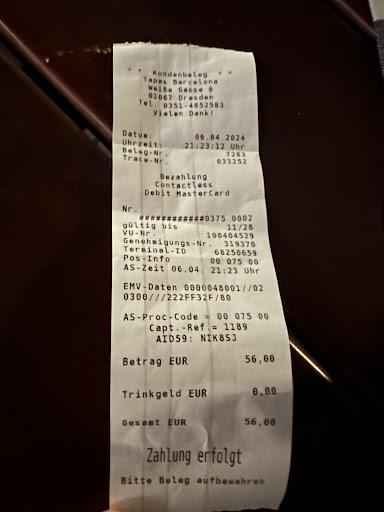 * * Kundenbeleg * *
Tapas Barcelona
Weiße Gasse 6
01067 Dresden
Tel. 0351-4852583
Vielen Dank!
Datum: 06.04.2024
Uhrzeit: 21:23:12 Uhr
Beleg-Nr. 7263
Trace-Nr. 033252
Bezahlung
Contactless
Debit MasterCard
Nr.
############0375 0002
gültig bis 11/28
VU-Nr. 100404529
Genehmigungs-Nr. 319370
Terminal-ID 68250659
Pos-Info 00 075 00
AS-Zeit 06.04. 21:23 Uhr
EMV-Daten 0000048001//02
0300///222FF32F/80
AS-Proc-Code = 00 075 00
Capt.-Ref.= 1189
AID59: NIK8SJ
Betrag EUR 56,00
Trinkgeld EUR 0,00
Gesamt EUR 56,00
Zahlung erfolgt
Bitte Beleg aufbewahren